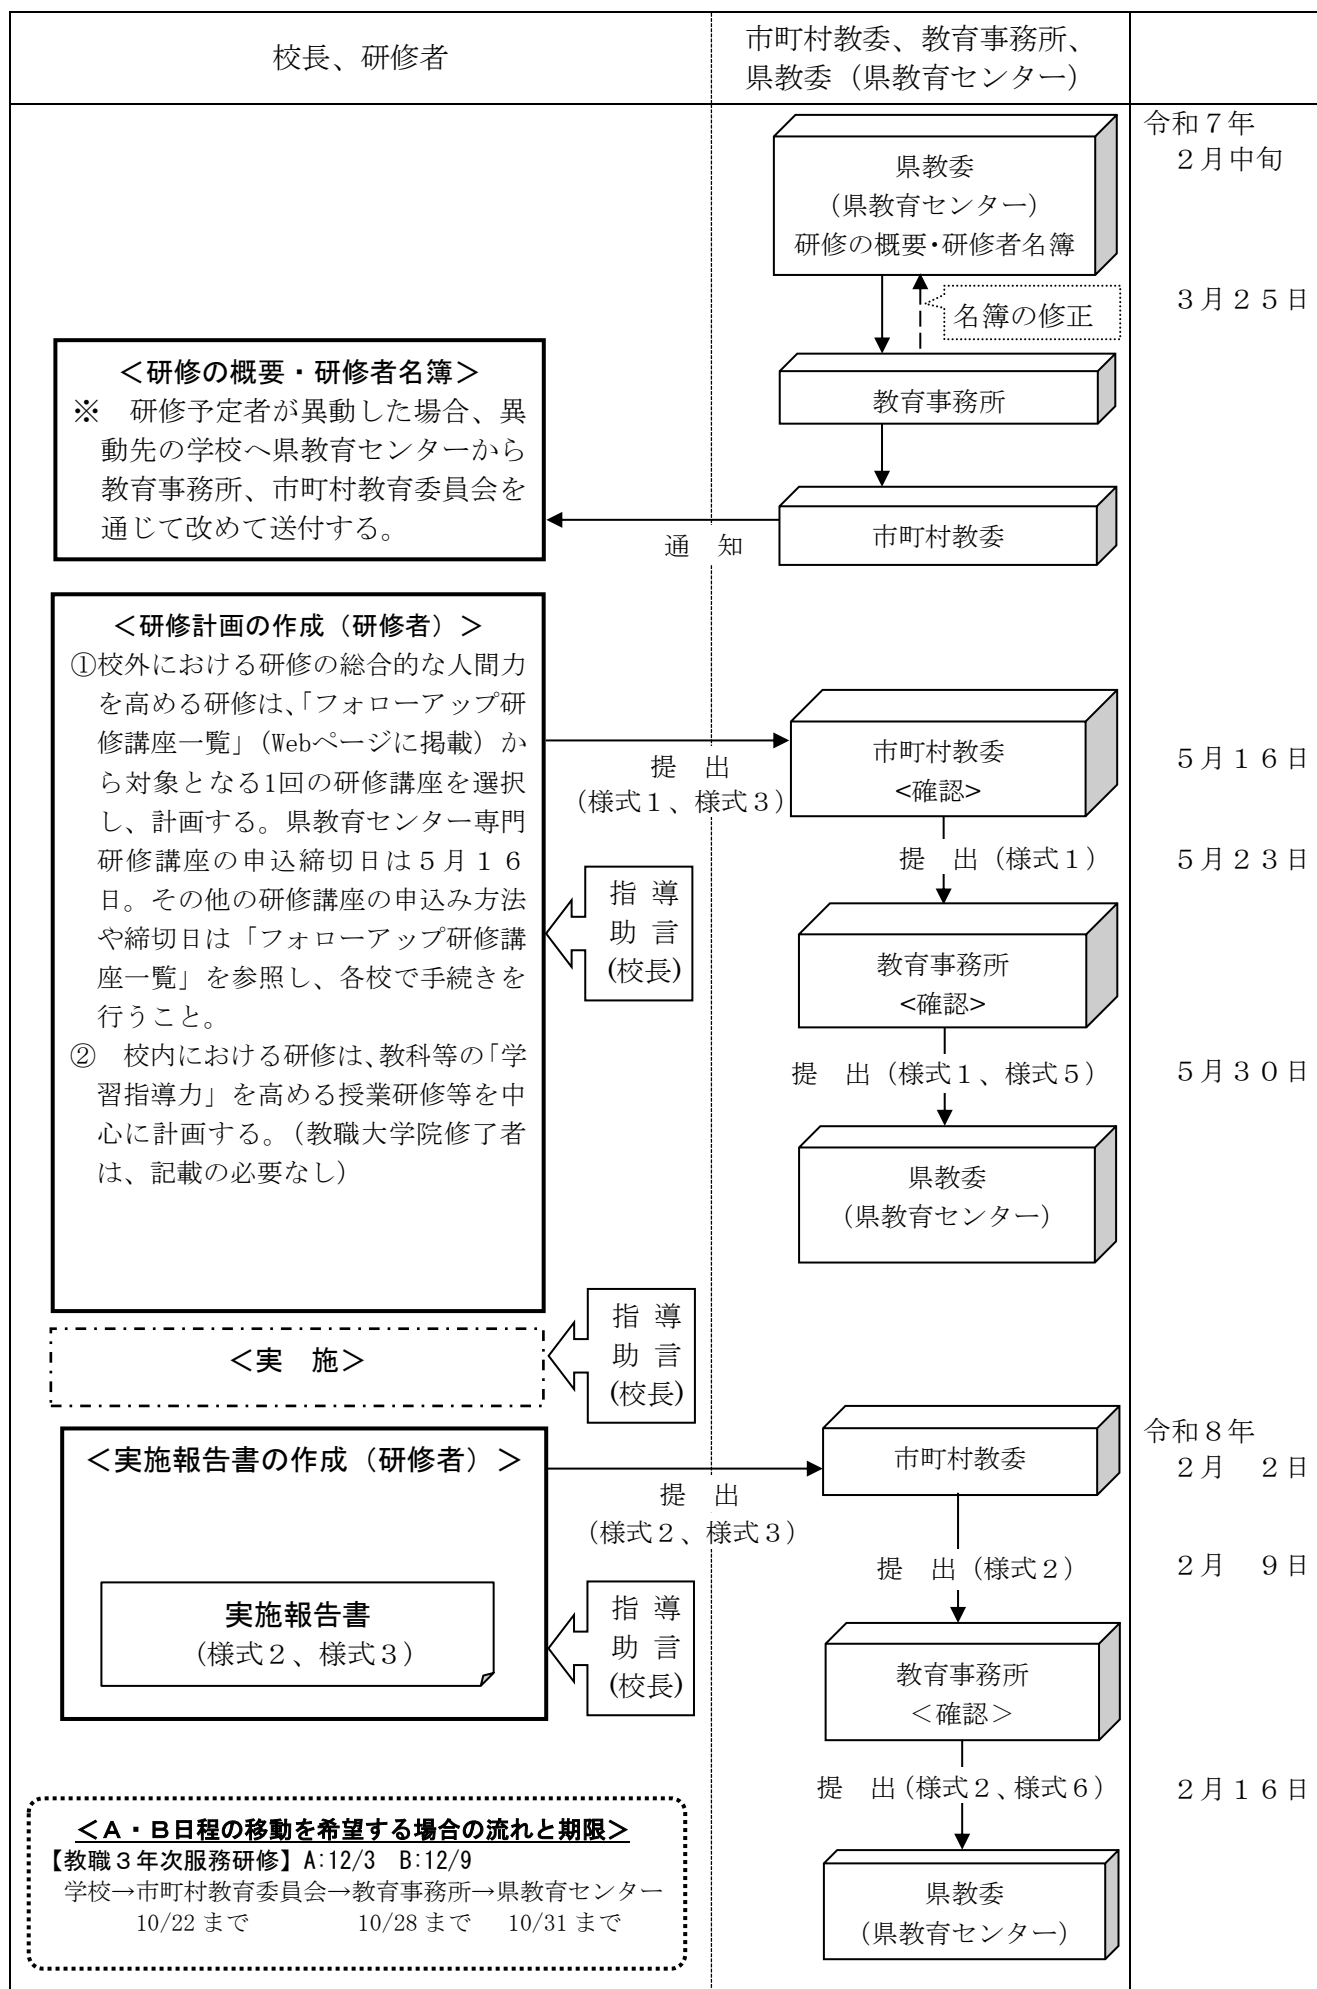 校長、研修者
市町村教委、教育事務所、
県教委（県教育センター）
令和７年
２月中旬
県教委
（県教育センター）
研修の概要・研修者名簿
３月２５日
名簿の修正
教育事務所
＜研修の概要・研修者名簿＞
※　研修予定者が異動した場合、異
動先の学校へ県教育センターから
教育事務所、市町村教育委員会を
通じて改めて送付する。
市町村教委
通　知
＜研修計画の作成（研修者）＞
①校外における研修の総合的な人間力
を高める研修は、「フォローアップ研
修講座一覧」（Webページに掲載）か
ら対象となる1回の研修講座を選択
し、計画する。県教育センター専門
研修講座の申込締切日は５月１６
日。その他の研修講座の申込み方法
や締切日は「フォローアップ研修講
座一覧」を参照し、各校で手続きを
行うこと。
②　校内における研修は、教科等の「学
習指導力」を高める授業研修等を中
心に計画する。（教職大学院修了者
は、記載の必要なし）
提　出
（様式１、様式３）
市町村教委
<確認>
５月１６日
提　出（様式１）
５月２３日
指 導
助 言
(校長)
教育事務所
<確認>
提　出（様式１、様式５）
５月３０日
県教委
（県教育センター）
＜実　施＞
指 導
助 言
(校長)
＜実施報告書の作成（研修者）＞
提　出
（様式２、様式３）
市町村教委
令和８年
２月　２日
提　出（様式２）
２月　９日
実施報告書
（様式２、様式３）
指 導
助 言
(校長)
教育事務所
＜確認＞
提　出（様式２、様式６）
２月１６日
県教委
（県教育センター）
＜Ａ・Ｂ日程の移動を希望する場合の流れと期限＞
【教職３年次服務研修】A:12/3　B:12/9
学校→市町村教育委員会→教育事務所→県教育センター
10/22 まで　10/28 まで　10/31 まで